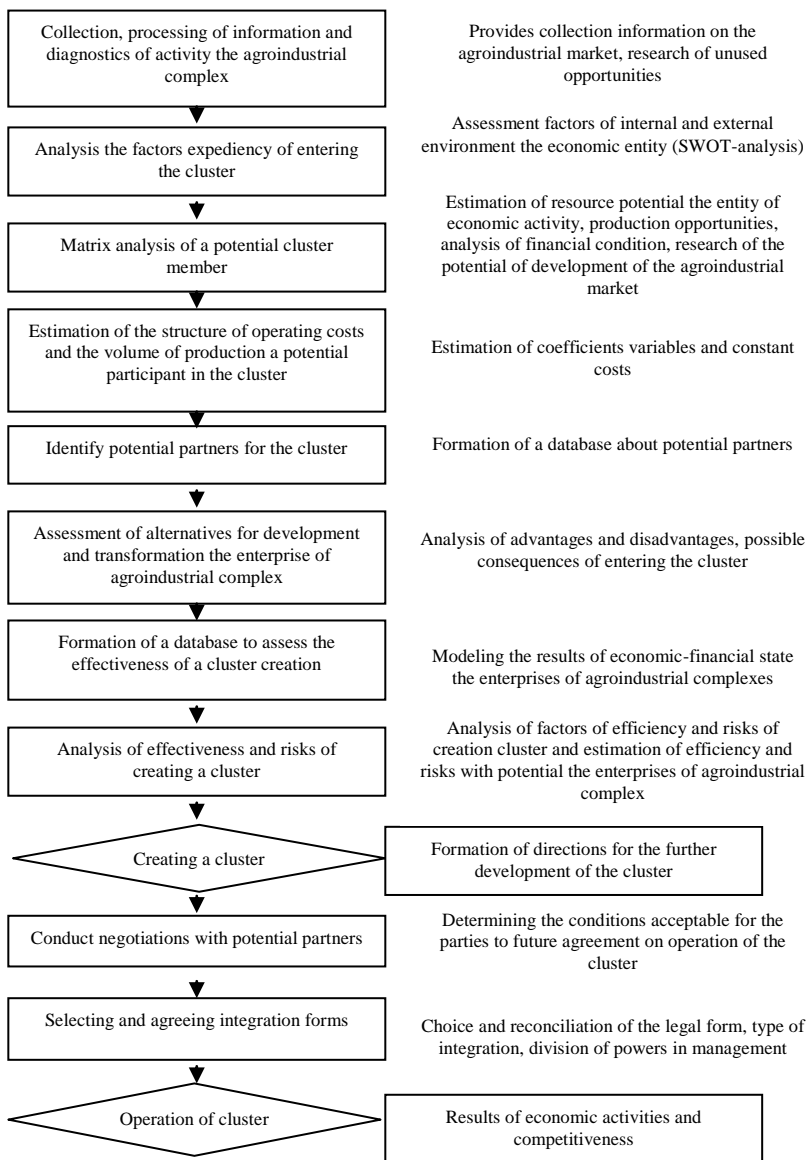 Collection, processing of information and
diagnostics of activity the agroindustrial
complex
Provides collection information on the
agroindustrial market, research of unused
opportunities
Analysis the factors expediency of entering
the cluster
Assessment factors of internal and external
environment the economic entity (SWOT-analysis)
Matrix analysis of a potential cluster
member
Estimation of resource potential the entity of
economic activity, production opportunities,
analysis of financial condition, research of the
potential of development of the agroindustrial
market
Estimation of the structure of operating costs
and the volume of production a potential
participant in the cluster
Estimation of coefficients variables and constant
costs
Identify potential partners for the cluster
Formation of a database about potential partners
Assessment of alternatives for development
and transformation the enterprise of
agroindustrial complex
Analysis of advantages and disadvantages, possible
consequences of entering the cluster
Formation of a database to assess the
effectiveness of a cluster creation
Modeling the results of economic-financial state
the enterprises of agroindustrial complexes
Analysis of effectiveness and risks of
creating a cluster
Analysis of factors of efficiency and risks of
creation cluster and estimation of efficiency and
risks with potential the enterprises of agroindustrial
complex
Creating a cluster
Formation of directions for the further
development of the cluster
Conduct negotiations with potential partners
Determining the conditions acceptable for the
parties to future agreement on operation of the
cluster
Selecting and agreeing integration forms
Choice and reconciliation of the legal form, type of
integration, division of powers in management
Operation of cluster
Results of economic activities and
competitiveness